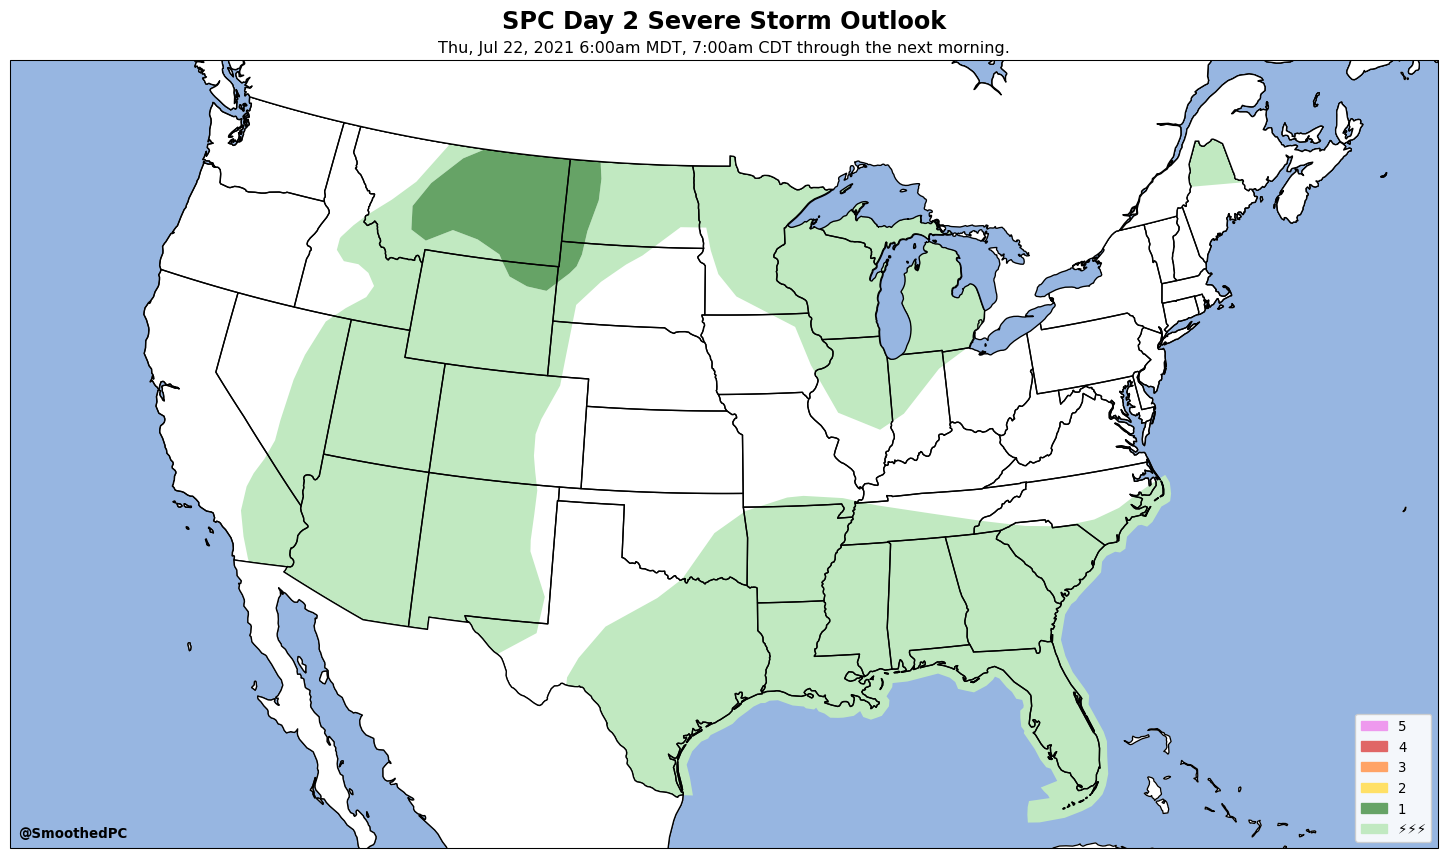 SPC Day 2 Severe Storm Outlook
Thu, Jul 22, 2021 6:00am MDT, 7:00am CDT through the next morning.
5
4
3
2
1
⚡⚡⚡
@SmoothedPC